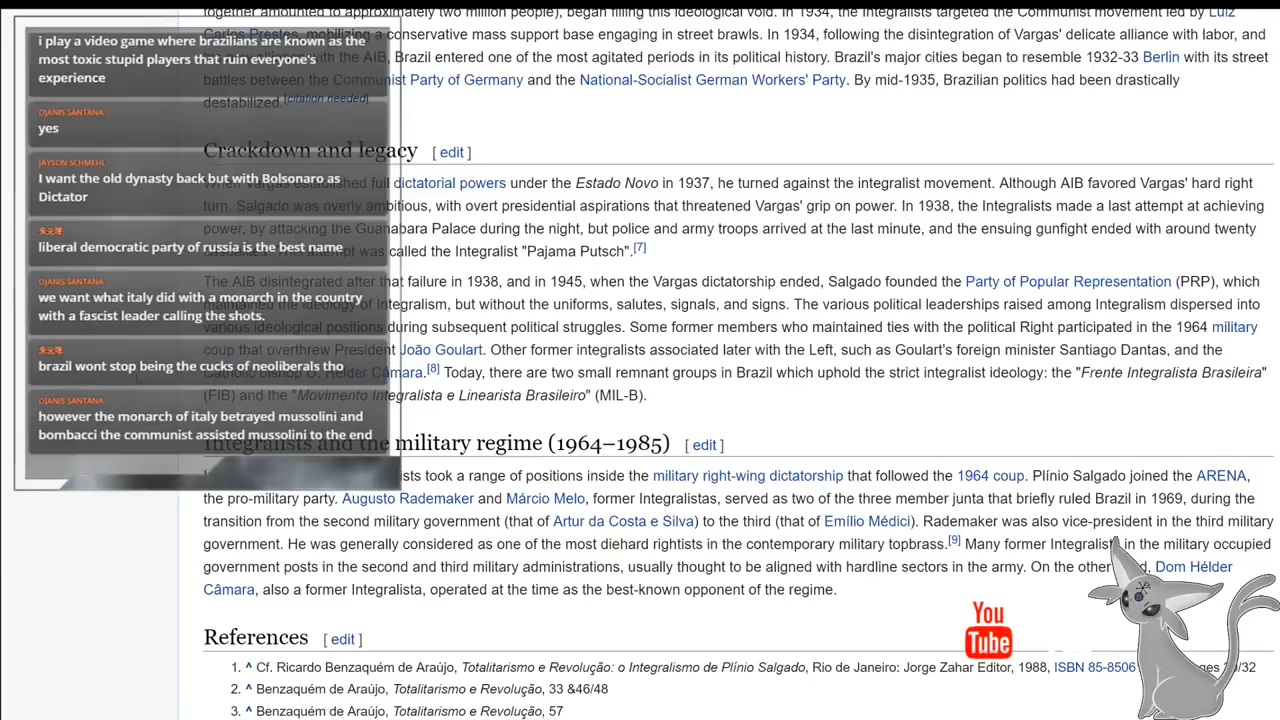 together amounted to approximately two million people), began filling this ideological void. In 1934, the Integralists targeted the Communist movement led by Luiz
Carlos Prestes, mobilizing a conservative mass support base engaging in street brawls. In 1934, following the disintegration of Vargas' delicate alliance with labor, and
AIB, Brazil entered one of the most agitated periods in its political history. Brazil's major cities began to resemble 1932-33 Berlin with its street
battles between the Communist Party of Germany and the National-Socialist German Workers' Party. By mid-1935, Brazilian politics had been drastically
destabilized.[citation needed]
i play a video game where brazilians are known as the
most toxic stupid players that ruin everyone's
experience
OJANIS SANTANA
yes
JAYSON SCHMEHL
I want the old dynasty back but with Bolsonaro as
Dictator
朱元璋
liberal democratic party of russia is the best name
OJANIS SANTANA
we want what italy did with a monarch in the country
with a fascist leader calling the shots.
朱元璋
brazil wont stop being the cucks of neoliberals tho
OJANIS SANTANA
however the monarch of italy betrayed mussolini and
bombacci the communist assisted mussolini to the end
Crackdown and legacy [ edit ]
When Vargas established full dictatorial powers under the Estado Novo in 1937, he turned against the integralist movement. Although AIB favored Vargas' hard right
turn, Salgado was overly ambitious, with overt presidential aspirations that threatened Vargas' grip on power. In 1938, the Integralists made a last attempt at achieving
power, by attacking the Guanabara Palace during the night, but police and army troops arrived at the last minute, and the ensuing gunfight ended with around twenty
casualties. This attempt was called the Integralist "Pajama Putsch".[7]
The AIB disintegrated after that failure in 1938, and in 1945, when the Vargas dictatorship ended, Salgado founded the Party of Popular Representation (PRP), which
maintained the ideology of Integralism, but without the uniforms, salutes, signals, and signs. The various political leaderships raised among Integralism dispersed into
various ideological positions during subsequent political struggles. Some former members who maintained ties with the political Right participated in the 1964 military
coup that overthrew President João Goulart. Other former integralists associated later with the Left, such as Goulart's foreign minister Santiago Dantas, and the
Catholic bishop D. Hélder Câmara.[8] Today, there are two small remnant groups in Brazil which uphold the strict integralist ideology: the "Frente Integralista Brasileira"
(FIB) and the "Movimento Integralista e Linearista Brasileiro" (MIL-B).
Integralists and the military regime (1964–1985) [ edit ]
ists took a range of positions inside the military right-wing dictatorship that followed the 1964 coup. Plínio Salgado joined the ARENA,
the pro-military party. Augusto Rademaker and Márcio Melo, former Integralistas, served as two of the three member junta that briefly ruled Brazil in 1969, during the
transition from the second military government (that of Artur da Costa e Silva) to the third (that of Emílio Médici). Rademaker was also vice-president in the third military
government. He was generally considered as one of the most diehard rightists in the contemporary military topbrass.[9] Many former Integralist in the military occupied
government posts in the second and third military administrations, usually thought to be aligned with hardline sectors in the army. On the other Dom Hélder
Câmara, also a former Integralista, operated at the time as the best-known opponent of the regime.
References [ edit ]
1. ^ Cf. Ricardo Benzaquém de Araújo, Totalitarismo e Revolução: o Integralismo de Plínio Salgado, Rio de Janeiro: Jorge Zahar Editor, 1988, ISBN 85-8506
2. ^ Benzaquém de Araújo, Totalitarismo e Revolução, 33 &46/48
3. ^ Benzaquém de Araújo, Totalitarismo e Revolução, 57
You
Tube